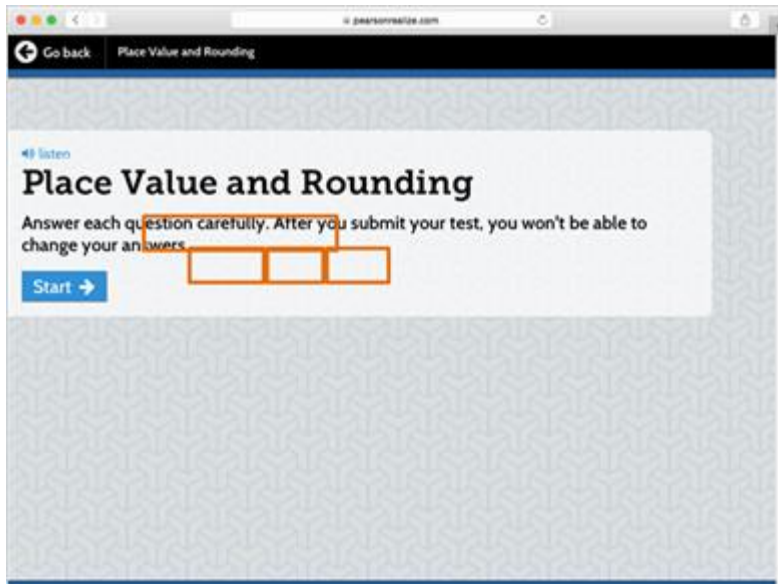 pearsonrealize.com
Go back Place Value and Rounding
listen
Place Value and Rounding
Answer each question carefully. After you submit your test, you won't be able to
change your answers.
Start